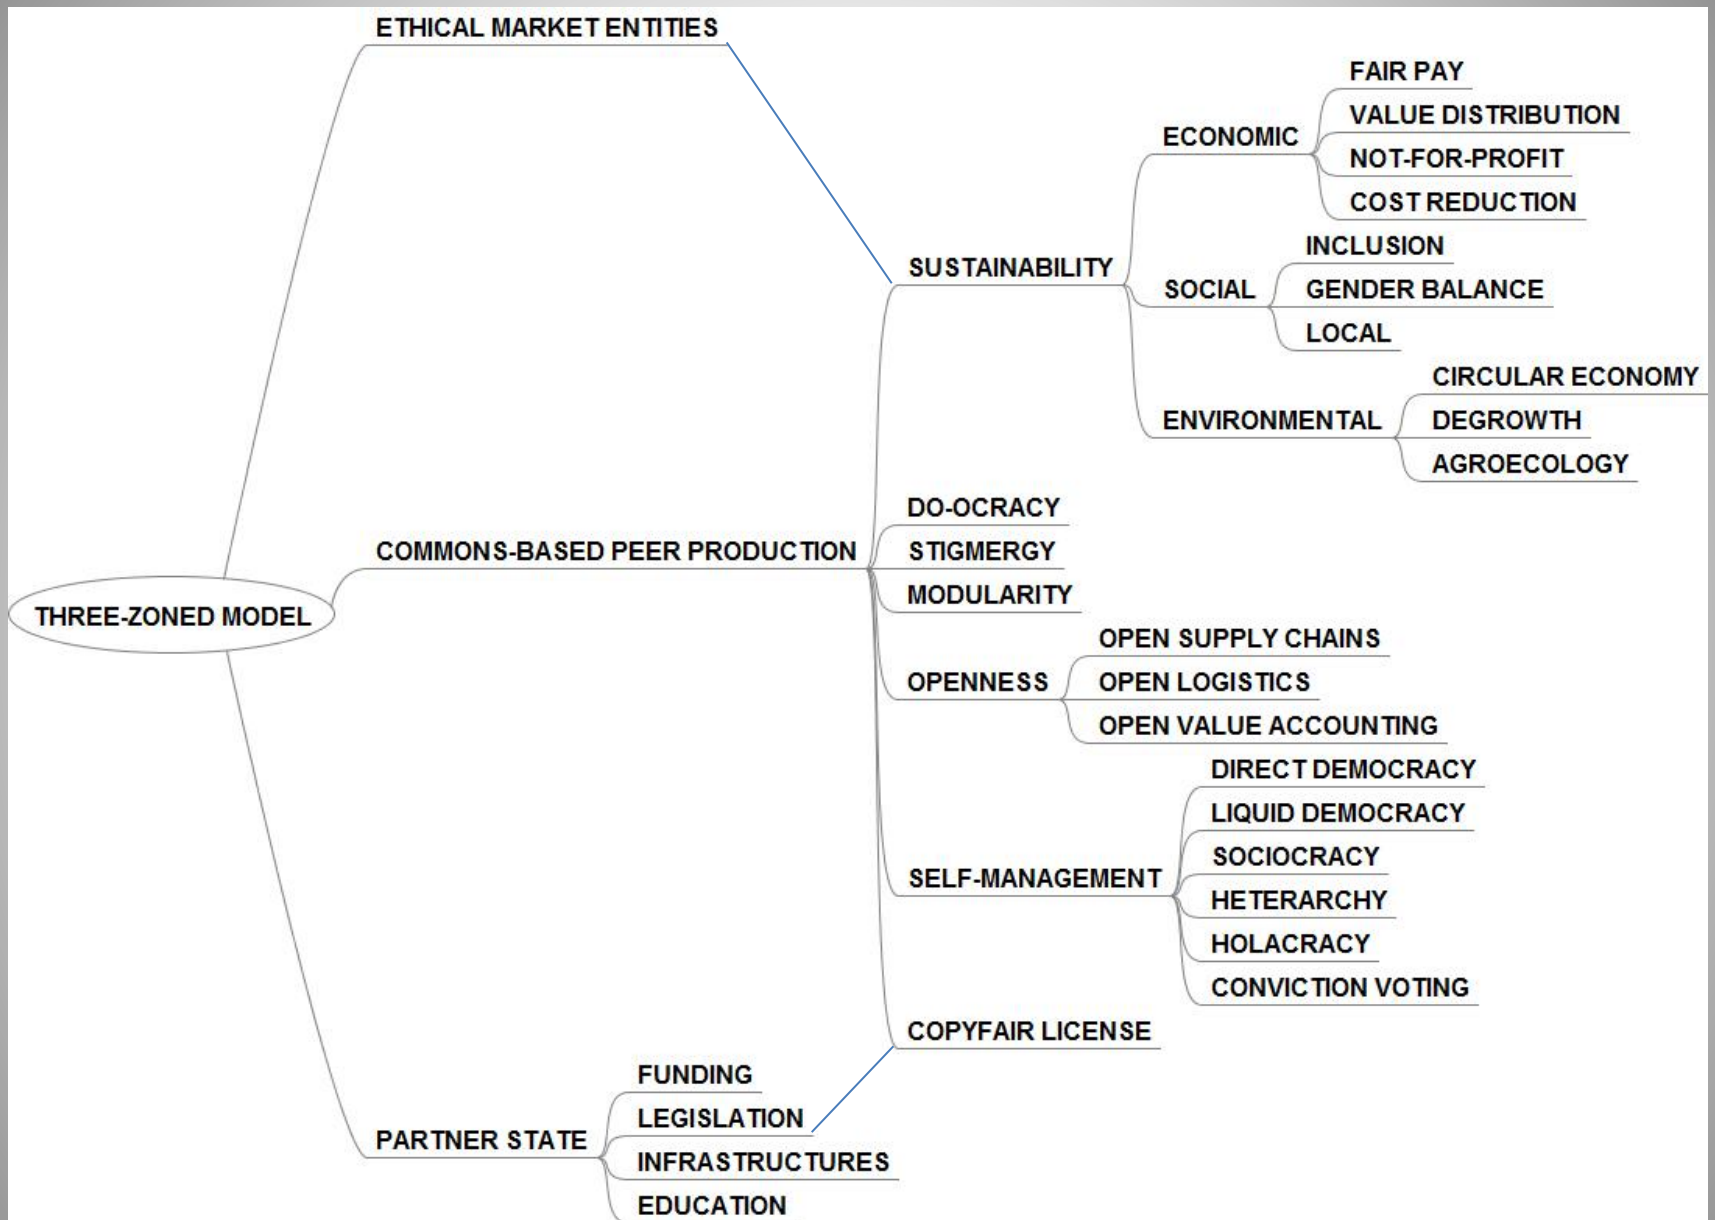 ETHICAL MARKET ENTITIES
FAIR PAY
VALUE DISTRIBUTION
ECONOMIC
NOT-FOR-PROFIT
COST REDUCTION
INCLUSION
SUSTAINABILITY
SOCIAL
GENDER BALANCE
LOCAL
CIRCULAR ECONOMY
ENVIRONMENTAL
DEGROWTH
AGROECOLOGY
DO-OCRACY
COMMONS-BASED PEER PRODUCTION
STIGMERGY
MODULARITY
THREE-ZONED MODEL
OPEN SUPPLY CHAINS
OPENNESS
OPEN LOGISTICS
OPEN VALUE ACCOUNTING
DIRECT DEMOCRACY
LIQUID DEMOCRACY
SOCIOCRACY
SELF-MANAGEMENT
HETERARCHY
HOLACRACY
CONVICTION VOTING
COPYFAIR LICENSE
FUNDING
LEGISLATION
PARTNER STATE
INFRASTRUCTURES
EDUCATION